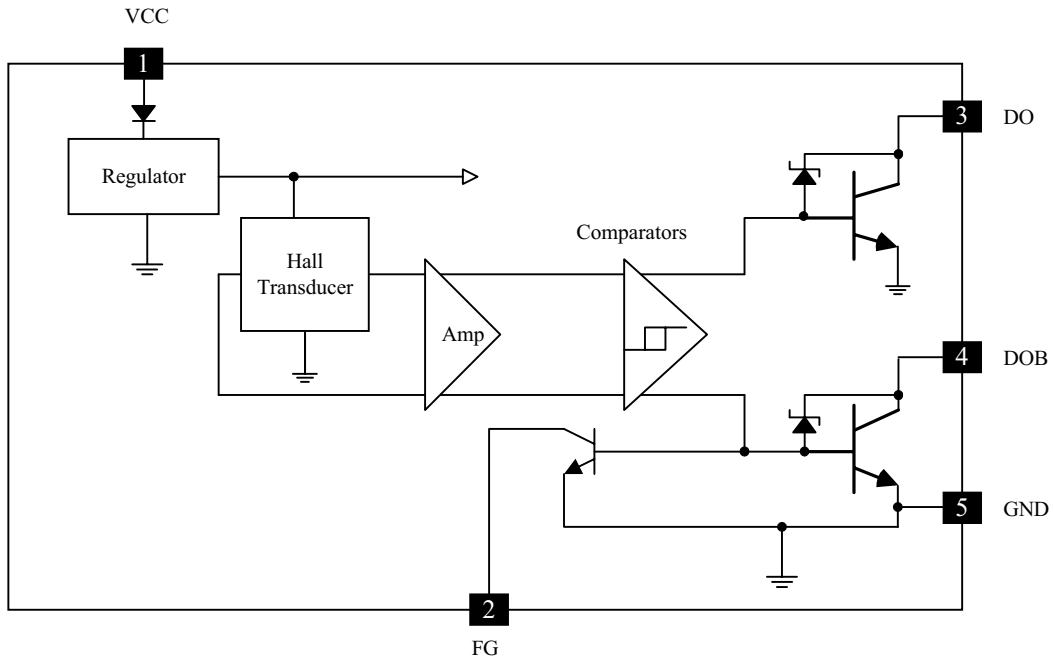 VCC
1
3
DO
Regulator
Comparators
Hall
Transducer
Amp
4
DOB
5
GND
2
FG